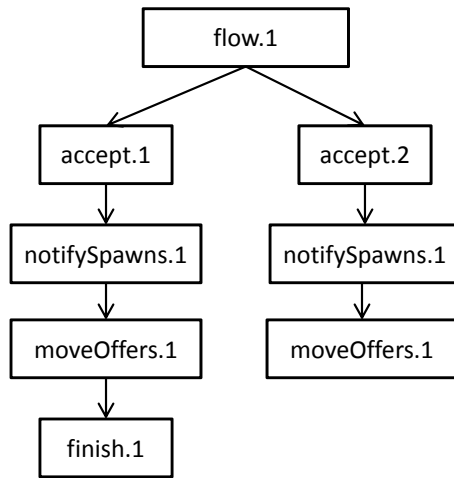 flow.1
accept.1
accept.2
notifySpawns.1
notifySpawns.1
moveOffers.1
moveOffers.1
finish.1